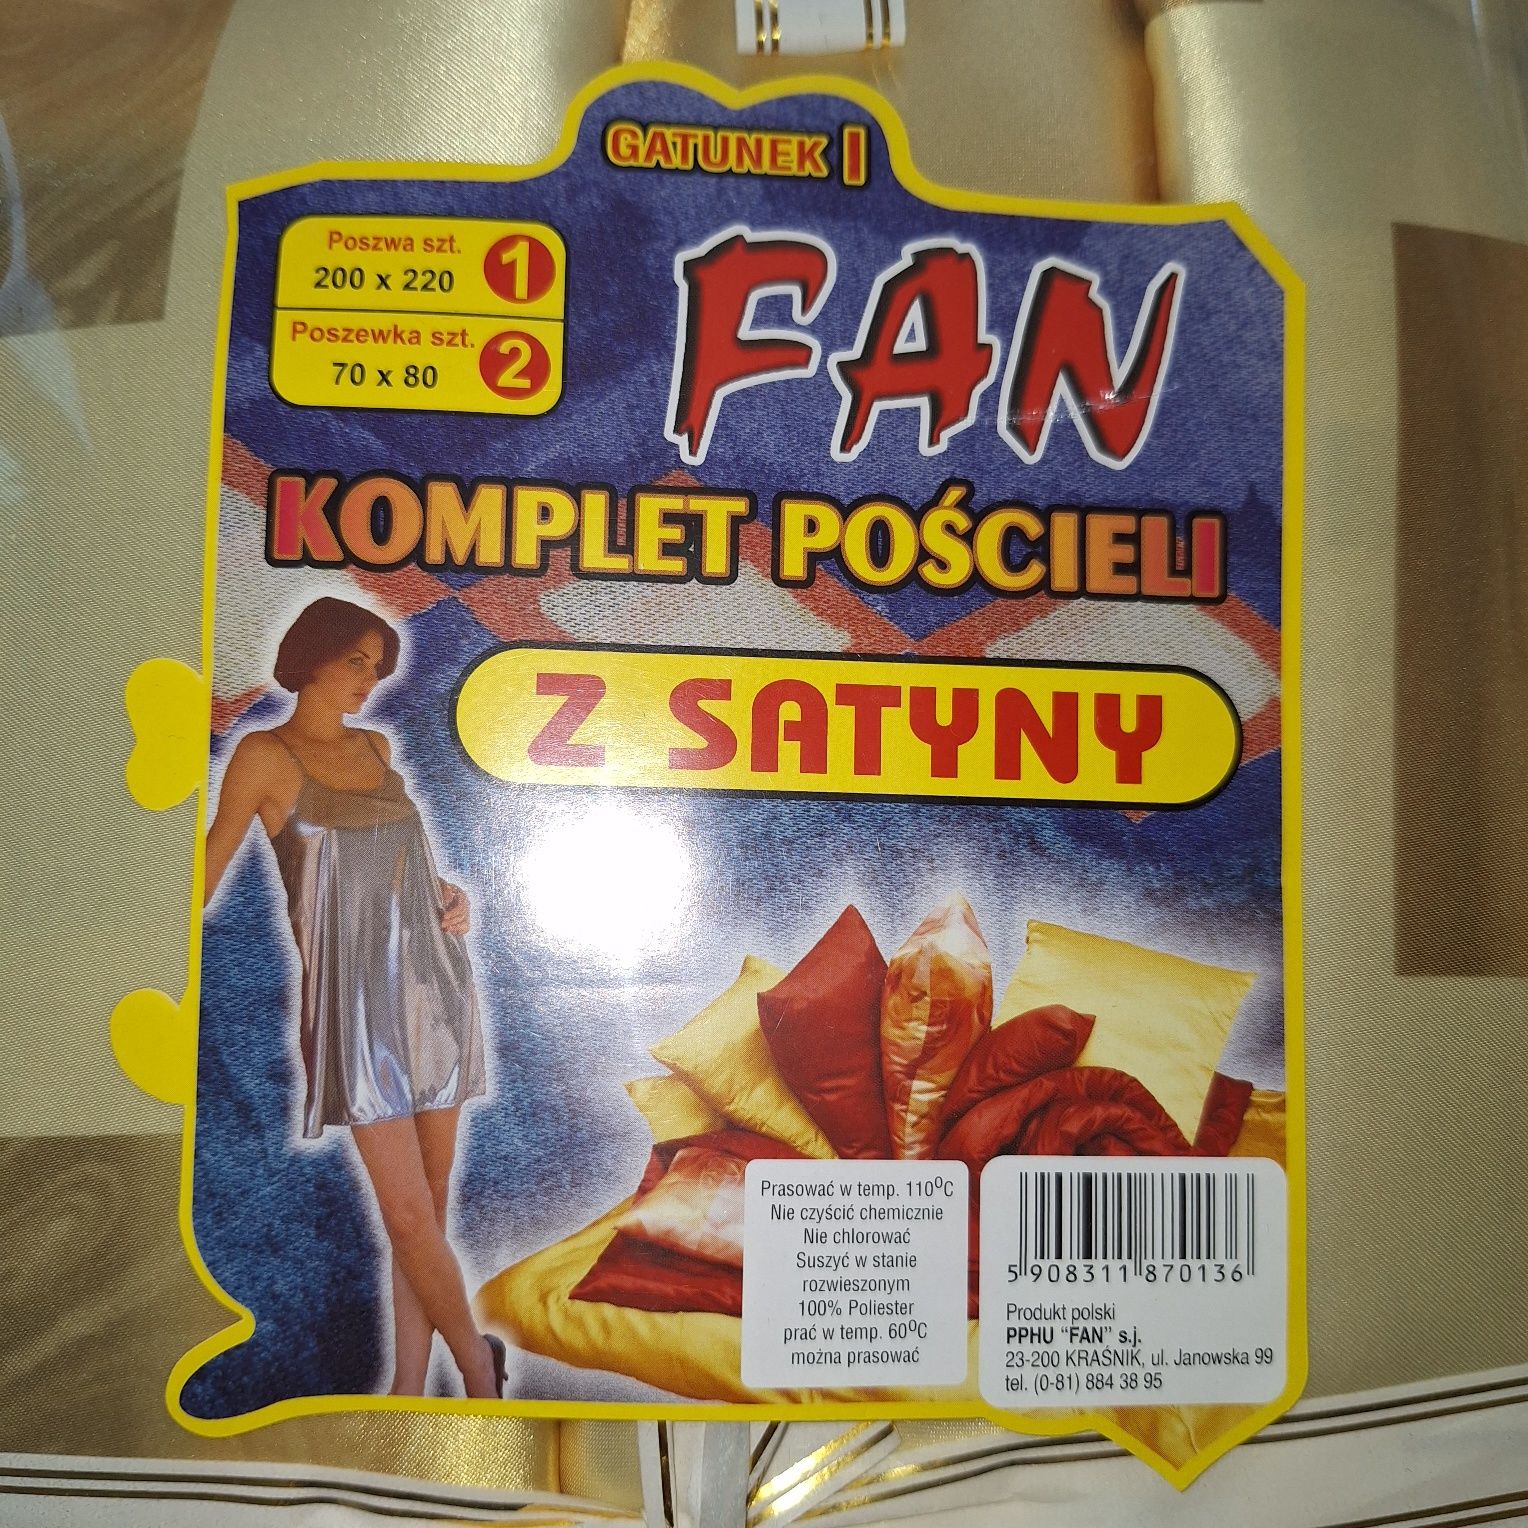 GATUNEK I
Poszwa szt. 1
200 x 220
Poszewka szt. 2
70 x 80
FAN
KOMPLET POŚCIELI
Z SATYNY
Prasować w temp. 110⁰C
Nie czyścić chemicznie
Nie chlorować
Suszyć w stanie
rozwieszonym
100% Poliester
prać w temp. 60⁰C
można prasować
5 908311 870136
Produkt polski
PPHU "FAN" s.j.
23-200 KRAŚNIK, ul. Janowska 99
tel. (0-81) 884 38 95